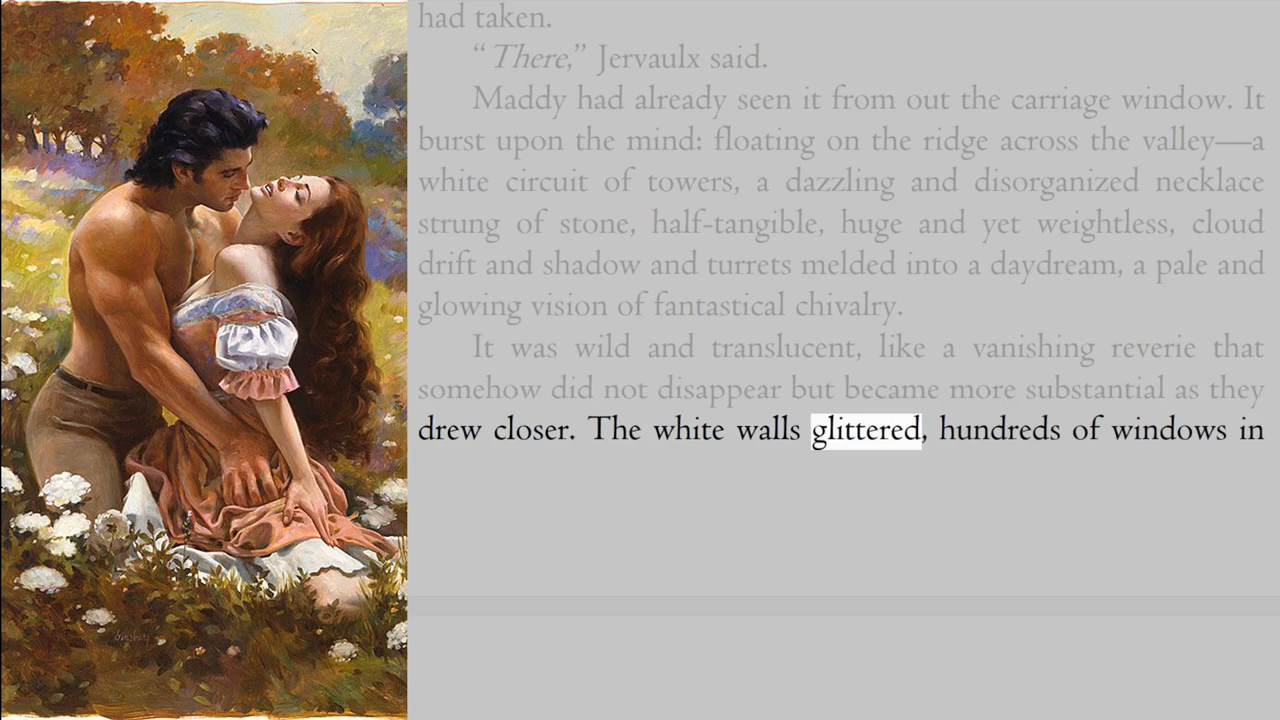 had taken.
“There,” Jervaulx said.
Maddy had already seen it from out the carriage window. It
burst upon the mind: floating on the ridge across the valley—a
white circuit of towers, a dazzling and disorganized necklace
strung of stone, half-tangible, huge and yet weightless, cloud
drift and shadow and turrets melded into a daydream, a pale and
glowing vision of fantastical chivalry.
It was wild and translucent, like a vanishing reverie that
somehow did not disappear but became more substantial as they
drew closer. The white walls glittered, hundreds of windows in